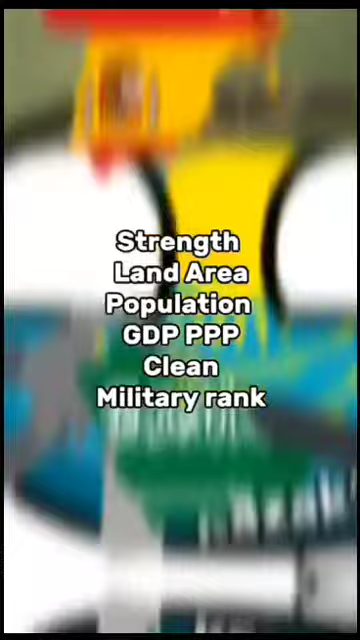 Strength
Land Area
Population
GDP PPP
Clean
Military rank